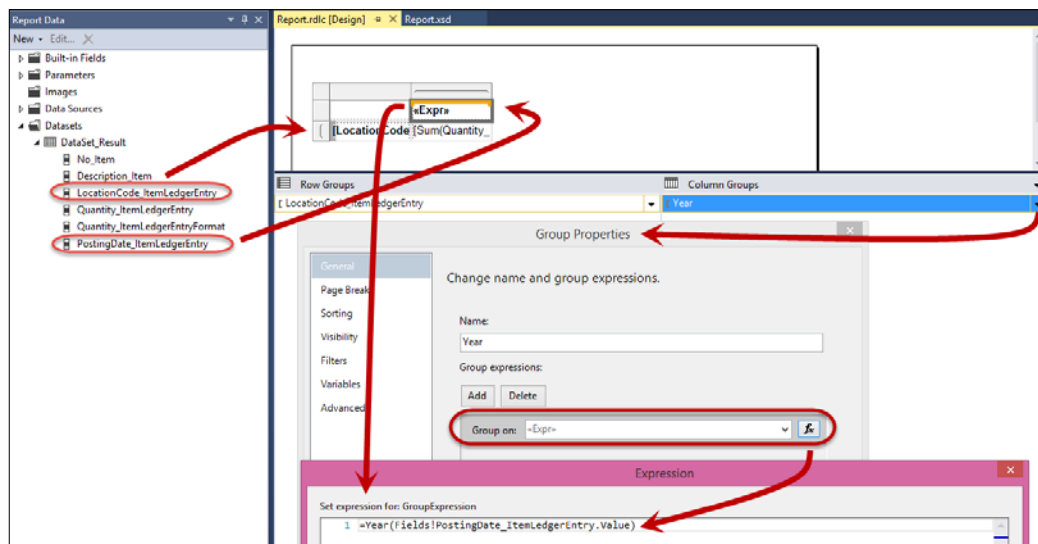 Report Data
New Edit...
Built-in Fields
Parameters
Images
Data Sources
Datasets
DataSet_Result
No_Item
Description_Item
LocationCode_ItemLedgerEntry
Quantity_ItemLedgerEntry
Quantity_ItemLedgerEntryFormat
PostingDate_ItemLedgerEntry
Report.rdlc [Design] Report.xsd
«Expr»
[LocationCode [Sum(Quantity_
Row Groups Column Groups
[ LocationCode_ItemLedgerEntry [ Year
Group Properties
General
Page Break
Sorting
Visibility
Filters
Variables
Advanced
Change name and group expressions.
Name:
Year
Group expressions:
Add Delete
Group on: «Expr» fx
Expression
Set expression for: GroupExpression
1 =Year(Fields!PostingDate_ItemLedgerEntry.Value)